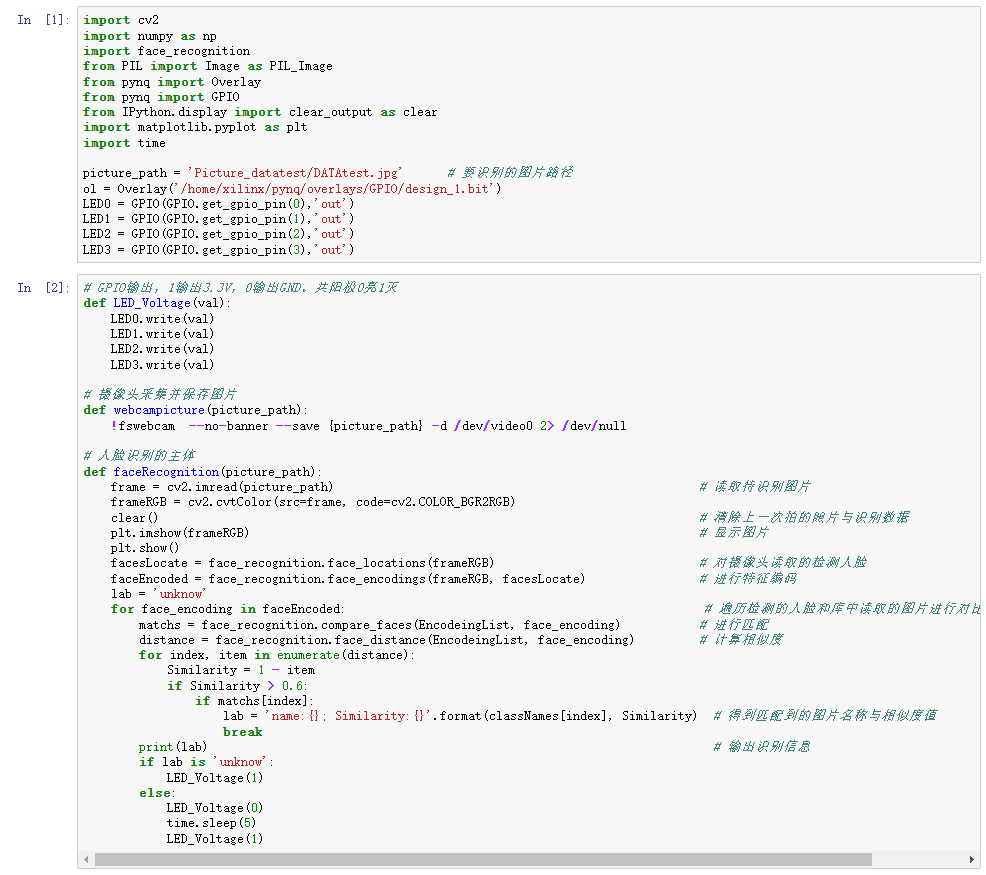 In [1]:
import cv2
import numpy as np
import face_recognition
from PIL import Image as PIL_Image
from pynq import Overlay
from pynq import GPIO
from IPython.display import clear_output as clear
import matplotlib.pyplot as plt
import time
picture_path = 'Picture_datatest/DATAtest.jpg' # 要识别的图片路径
ol = Overlay('/home/xilinx/pynq/overlays/GPIO/design_1.bit')
LED0 = GPIO(GPIO.get_gpio_pin(0),'out')
LED1 = GPIO(GPIO.get_gpio_pin(1),'out')
LED2 = GPIO(GPIO.get_gpio_pin(2),'out')
LED3 = GPIO(GPIO.get_gpio_pin(3),'out')
In [2]:
# GPIO输出，1输出3.3V，0输出GND。共阳极0亮1灭
def LED_Voltage(val):
    LED0.write(val)
    LED1.write(val)
    LED2.write(val)
    LED3.write(val)
# 摄像头采集并保存图片
def webcampicture(picture_path):
    !fswebcam  --no-banner --save {picture_path} -d /dev/video0 2> /dev/null
# 人脸识别的主体
def faceRecognition(picture_path):
    frame = cv2.imread(picture_path) # 读取待识别图片
    frameRGB = cv2.cvtColor(src=frame, code=cv2.COLOR_BGR2RGB)
    clear() # 清除上一次拍的照片与识别数据
    plt.imshow(frameRGB) # 显示图片
    plt.show()
    facesLocate = face_recognition.face_locations(frameRGB) # 对摄像头读取的检测人脸
    faceEncoded = face_recognition.face_encodings(frameRGB, facesLocate) # 进行特征编码
    lab = 'unknow'
    for face_encoding in faceEncoded: # 遍历检测的人脸和库中读取的图片进行对比
        matchs = face_recognition.compare_faces(EncodeingList, face_encoding) # 进行匹配
        distance = face_recognition.face_distance(EncodeingList, face_encoding) # 计算相似度
        for index, item in enumerate(distance):
            Similarity = 1 - item
            if Similarity > 0.6:
                if matchs[index]:
                    lab = 'name:{}; Similarity:{}'.format(classNames[index], Similarity) # 得到匹配到的图片名称与相似度值
                    break
        print(lab) # 输出识别信息
        if lab is 'unknow':
            LED_Voltage(1)
        else:
            LED_Voltage(0)
            time.sleep(5)
            LED_Voltage(1)